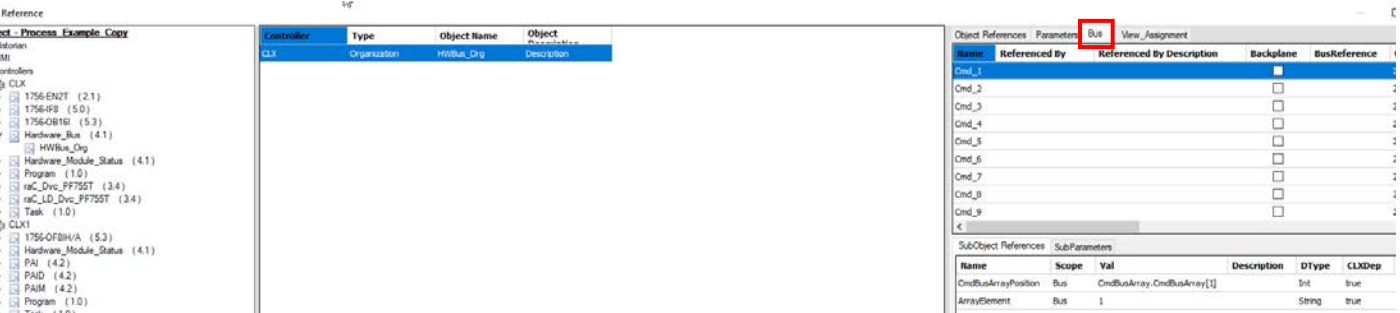 Reference
ect - Process_Example_Copy
istorian
MI
ontrollers
CLX
1756-EN2T (2.1)
1756-IF8 (5.0)
1756-OB16I (5.3)
Hardware_Bus (4.1)
HWBus_Org
Hardware_Module_Status (4.1)
Program (1.0)
raC_Dvc_PF755T (3.4)
raC_LD_Dvc_PF755T (3.4)
Task (1.0)
CLX1
1756-OF8IH/A (5.3)
Hardware_Module_Status (4.1)
PAI (4.2)
PAID (4.2)
PAIM (4.2)
Program (1.0)
Task (1.0)
Controller Type Object Name Object
CLX Organization HWBus_Org Description
Object References Parameters Bus View_Assignment
Name Referenced By Referenced By Description Backplane BusReference
Cmd_1
Cmd_2
Cmd_3
Cmd_4
Cmd_5
Cmd_6
Cmd_7
Cmd_8
Cmd_9
SubObject References SubParameters
Name Scope Val Description DType CLXDep
CmdBusArrayPosition Bus CmdBusArray.CmdBusArray[1] Int true
ArrayElement Bus 1 String true